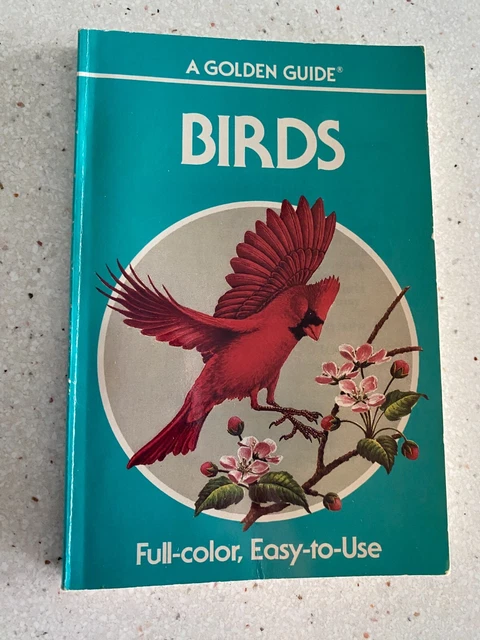 A GOLDEN GUIDE®
BIRDS
Full-color, Easy-to-Use